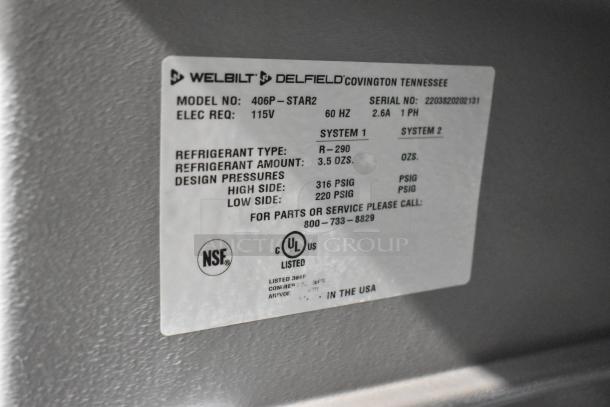 WELBILT DELFIELD COVINGTON TENNESSEE
MODEL NO: 406P-STAR2 SERIAL NO: 2203820202131
ELEC REQ: 115V 60 HZ 2.6A 1 PH
SYSTEM 1 SYSTEM 2
REFRIGERANT TYPE: R-290
REFRIGERANT AMOUNT: 3.5 OZS. OZS.
DESIGN PRESSURES
HIGH SIDE: 316 PSIG PSIG
LOW SIDE: 220 PSIG PSIG
FOR PARTS OR SERVICE PLEASE CALL:
800-733-8829
AUCTION GROUP
NSF®
C UL US
LISTED
LISTED
IN THE USA